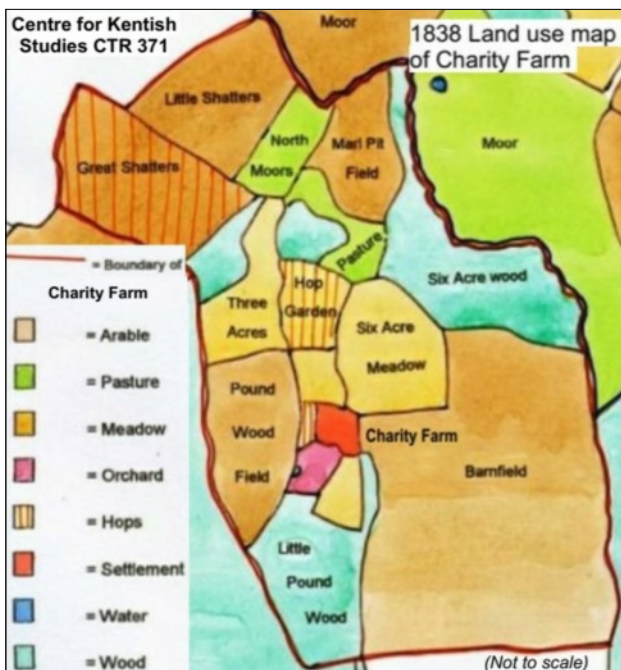 Centre for Kentish
Studies CTR 371
1838 Land use map
of Charity Farm
Moor
Little Shatters
North
Moors
Marl Pit
Field
Moor
Great Shatters
Pasture
Six Acre wood
Hop
Garden
Three
Acres
Six Acre
Meadow
Pound
Wood
Field
Charity Farm
Barnfield
Little
Pound
Wood
= Boundary of
Charity Farm
= Arable
= Pasture
= Meadow
= Orchard
= Hops
= Settlement
= Water
= Wood
(Not to scale)